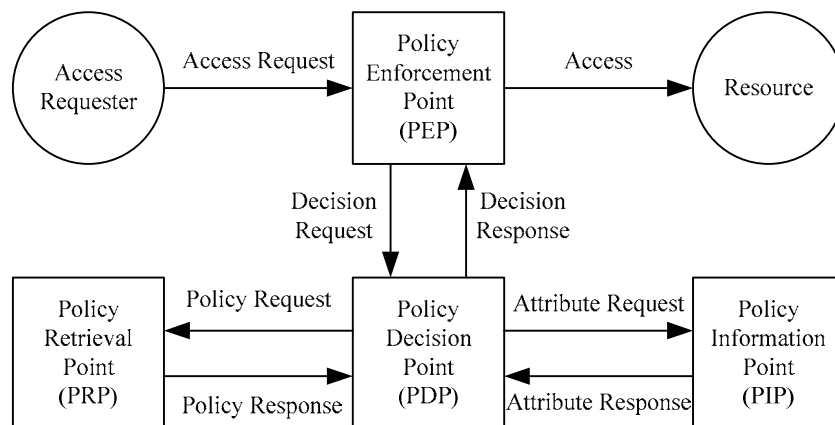 Access
Requester
Access Request
Policy
Enforcement
Point
(PEP)
Access
Resource
Decision
Request
Decision
Response
Policy
Retrieval
Point
(PRP)
Policy Request
Policy Response
Policy
Decision
Point
(PDP)
Attribute Request
Attribute Response
Policy
Information
Point
(PIP)